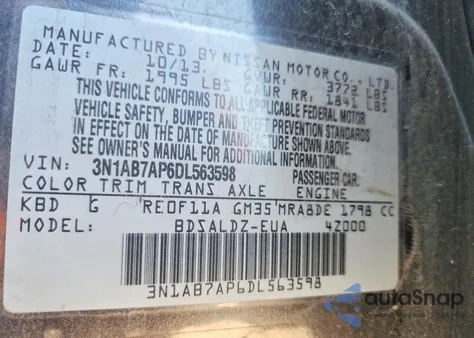 MANUFACTURED BY NISSAN MOTOR CO., LTD.
10/13 GVWR: 3772 LBS
GAWR FR: 1995 LBS GAWR RR: 1841 LBS
THIS VEHICLE CONFORMS TO ALL APPLICABLE FEDERAL MOTOR
VEHICLE SAFETY, BUMPER AND THEFT PREVENTION STANDARDS
IN EFFECT ON THE DATE OF MANUFACTURE SHOWN ABOVE.
SEE OWNER'S MANUAL FOR ADDITIONAL INFORMATION
VIN: 3N1AB7AP6DL563598 PASSENGER CAR.
COLOR TRIM TRANS AXLE ENGINE
KBD G RE0F11A GM35 MRA8DE 1798 CC
MODEL: BDSALDZ-EUA 4Z000
3N1AB7AP6DL563598
autoSnap